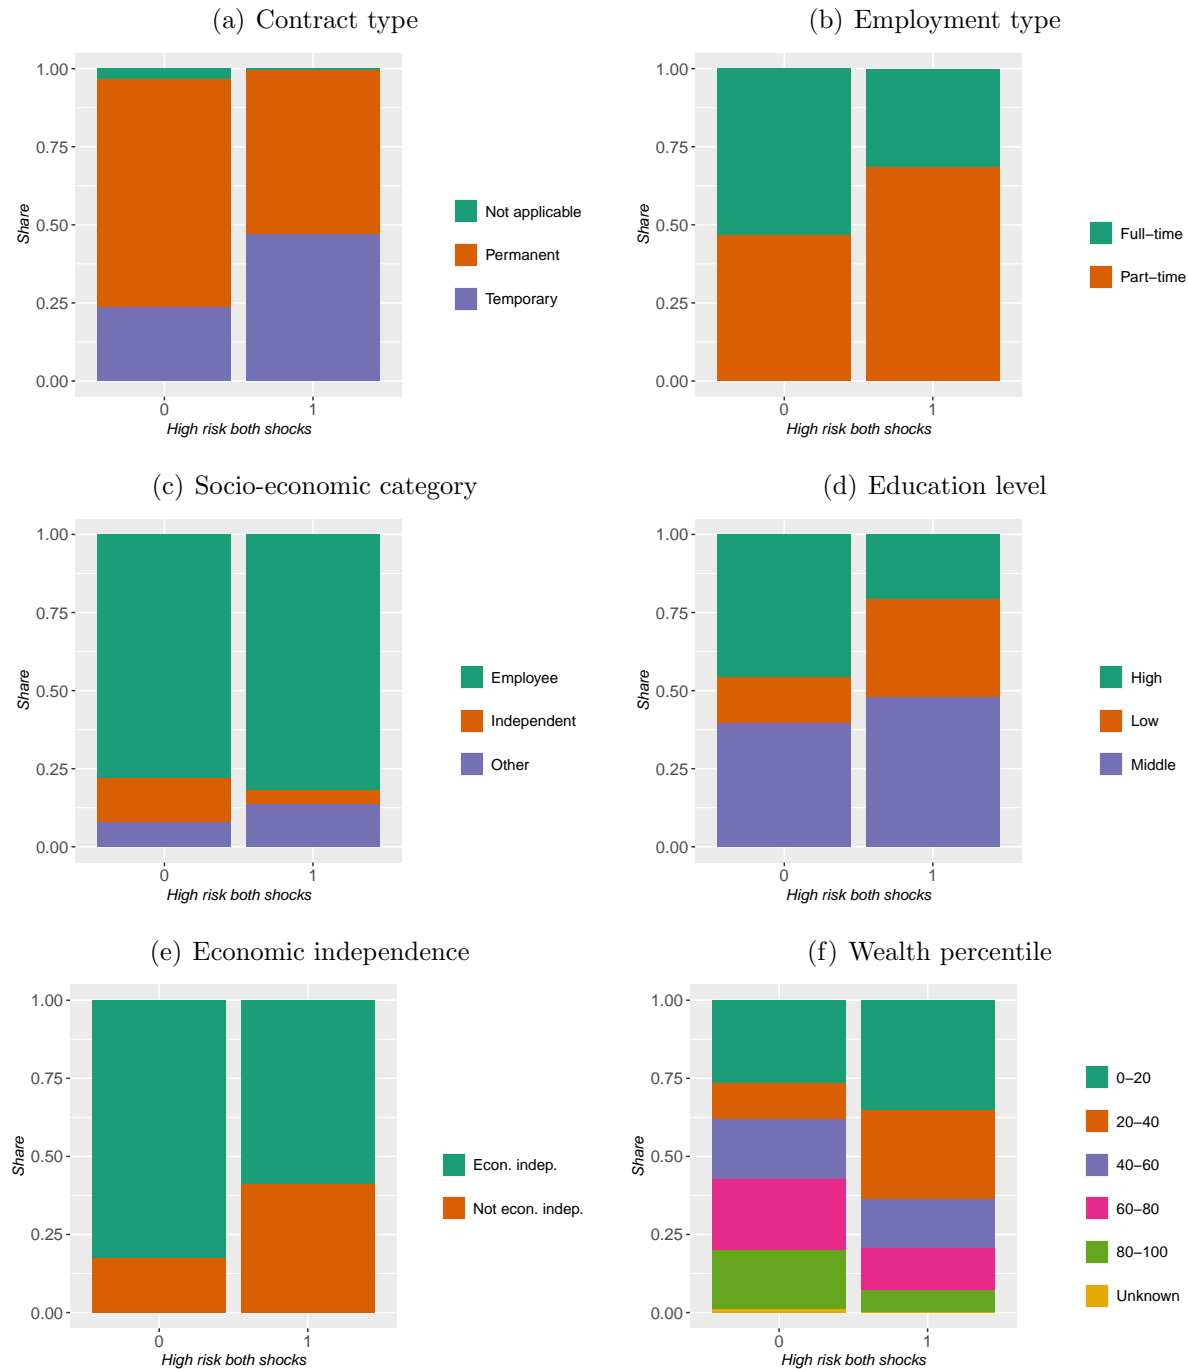 (a) Contract type
1.00
0.75
0.50
0.25
0.00
Share
0
1
High risk both shocks
Not applicable
Permanent
Temporary
(b) Employment type
1.00
0.75
0.50
0.25
0.00
Share
0
1
High risk both shocks
Full−time
Part−time
(c) Socio-economic category
1.00
0.75
0.50
0.25
0.00
Share
0
1
High risk both shocks
Employee
Independent
Other
(d) Education level
1.00
0.75
0.50
0.25
0.00
Share
0
1
High risk both shocks
High
Low
Middle
(e) Economic independence
1.00
0.75
0.50
0.25
0.00
Share
0
1
High risk both shocks
Econ. indep.
Not econ. indep.
(f) Wealth percentile
1.00
0.75
0.50
0.25
0.00
Share
0
1
High risk both shocks
0−20
20−40
40−60
60−80
80−100
Unknown